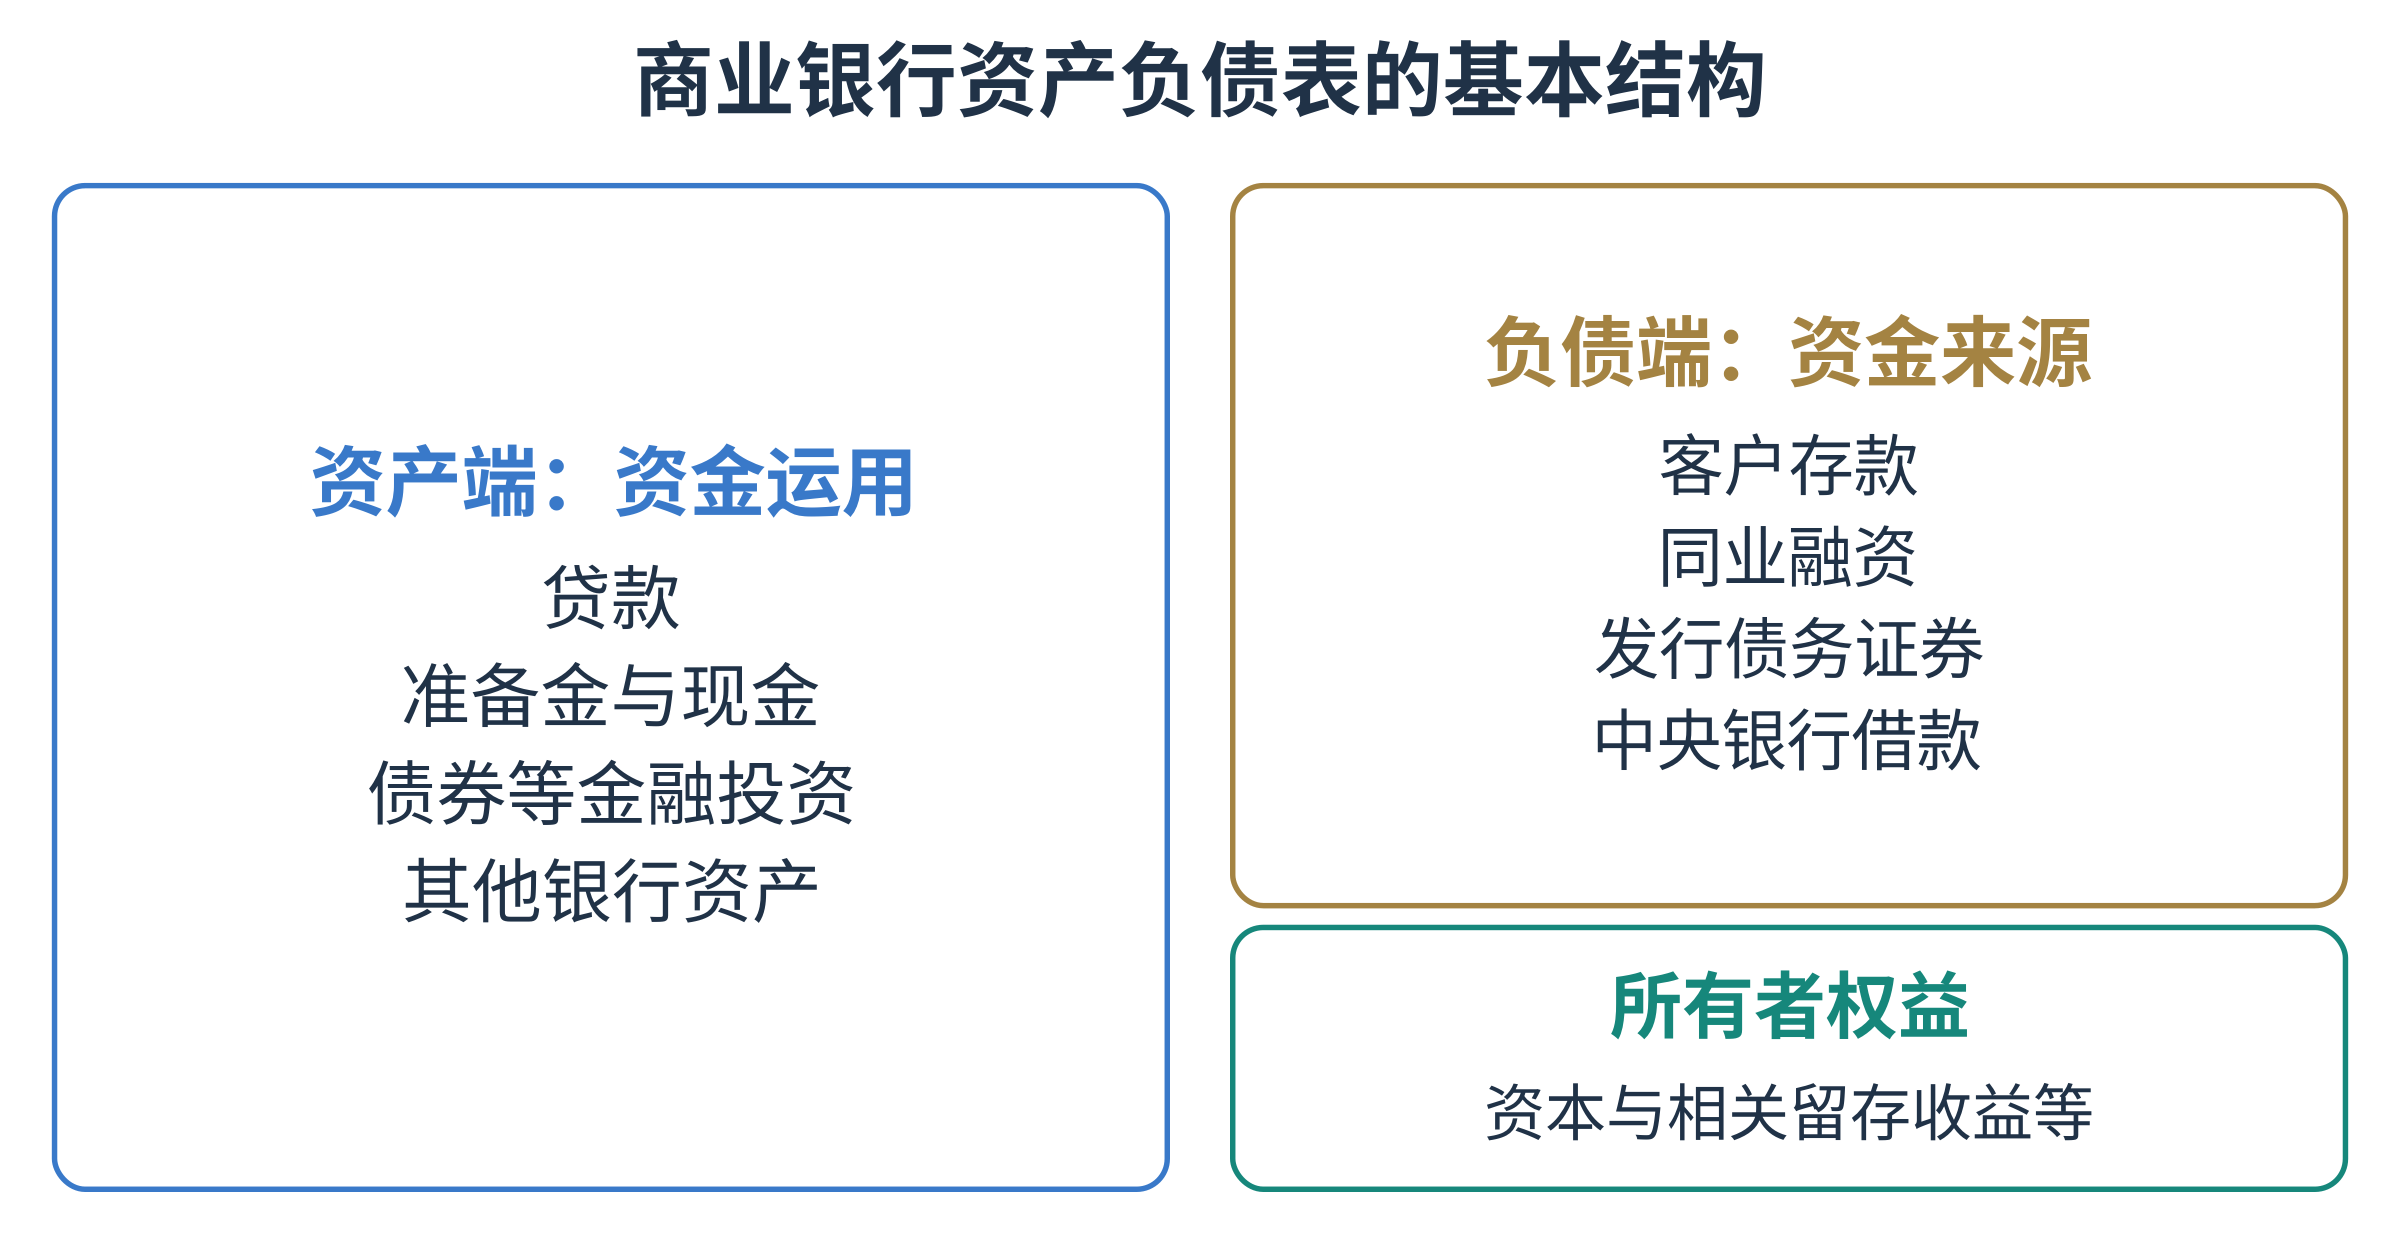 商业银行资产负债表的基本结构
资产端：资金运用
贷款
准备金与现金
债券等金融投资
其他银行资产
负债端：资金来源
客户存款
同业融资
发行债务证券
中央银行借款
所有者权益
资本与相关留存收益等